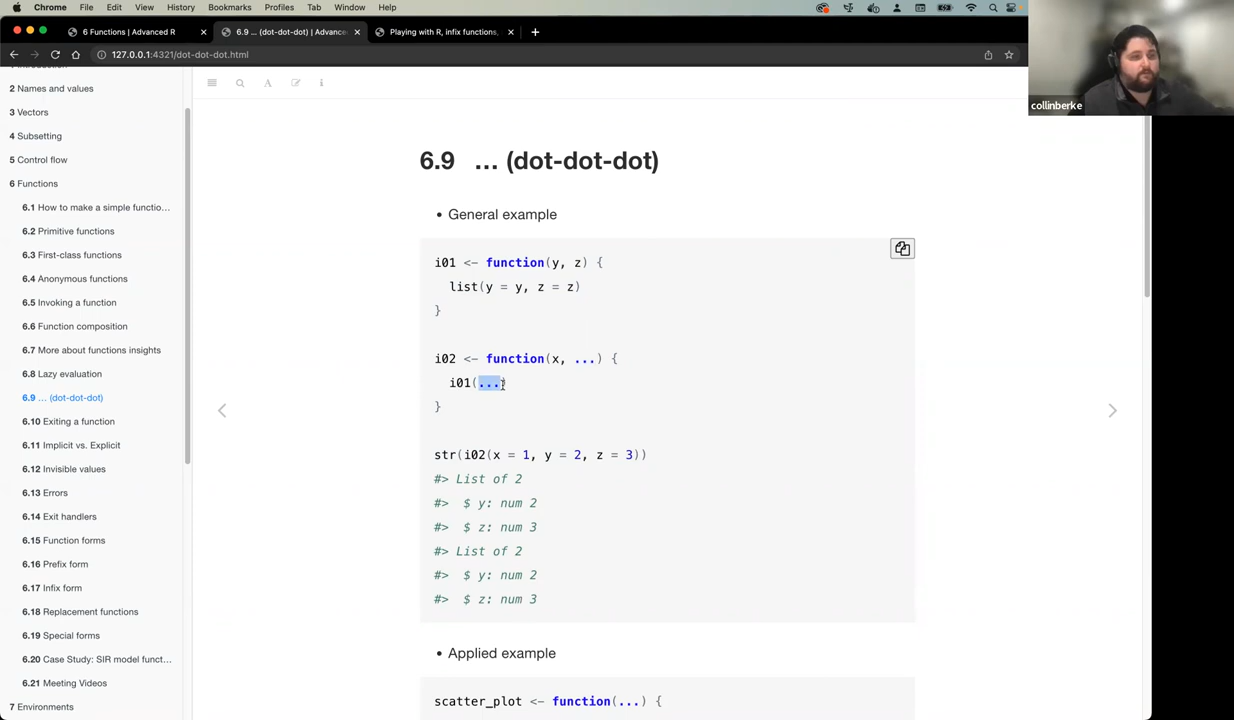 Chrome File Edit View History Bookmarks Profiles Tab Window Help
6 Functions | Advanced R
6.9 ... (dot-dot-dot) | Advance
Playing with R, infix functions,
127.0.0.1:4321/dot-dot-dot.html
collinberke
2 Names and values
3 Vectors
4 Subsetting
5 Control flow
6 Functions
6.1 How to make a simple functio...
6.2 Primitive functions
6.3 First-class functions
6.4 Anonymous functions
6.5 Invoking a function
6.6 Function composition
6.7 More about functions insights
6.8 Lazy evaluation
6.9 ... (dot-dot-dot)
6.10 Exiting a function
6.11 Implicit vs. Explicit
6.12 Invisible values
6.13 Errors
6.14 Exit handlers
6.15 Function forms
6.16 Prefix form
6.17 Infix form
6.18 Replacement functions
6.19 Special forms
6.20 Case Study: SIR model funct...
6.21 Meeting Videos
7 Environments
6.9 ... (dot-dot-dot)
• General example
i01 <- function(y, z) {
list(y = y, z = z)
}
i02 <- function(x, ...) {
i01(...)
}
str(i02(x = 1, y = 2, z = 3))
#> List of 2
#> $ y: num 2
#> $ z: num 3
#> List of 2
#> $ y: num 2
#> $ z: num 3
• Applied example
scatter_plot <- function(...) {